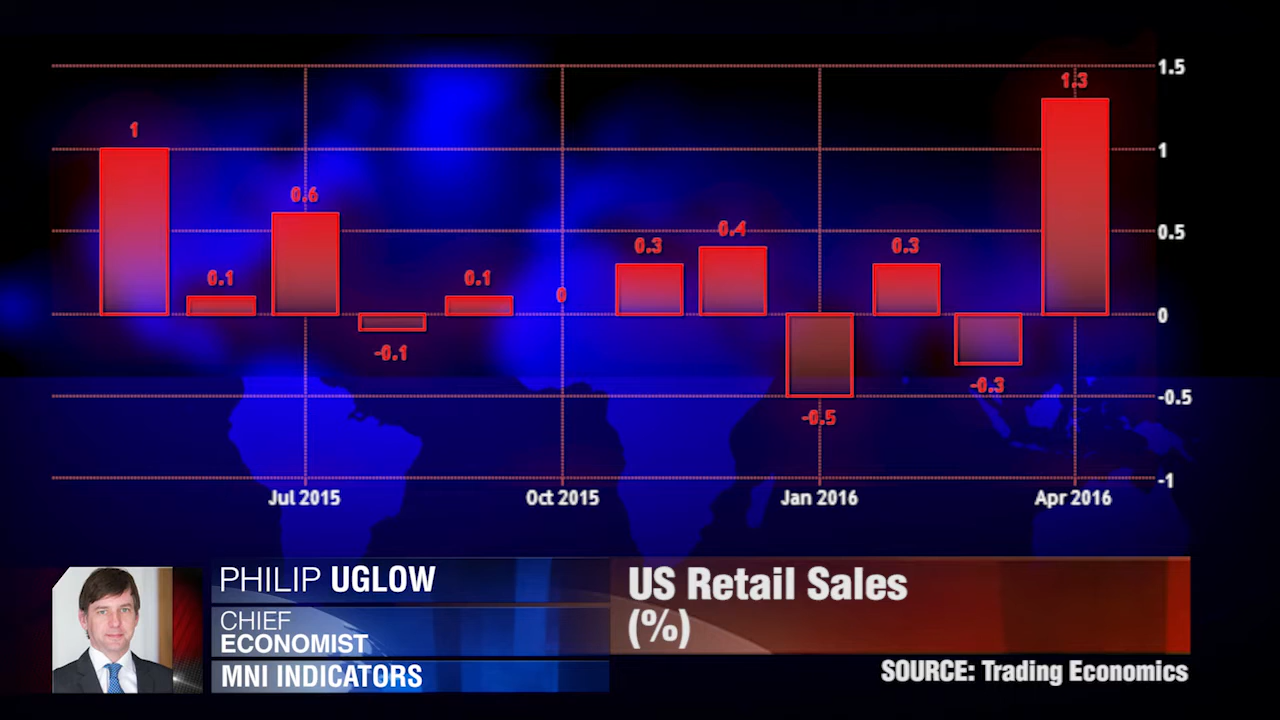 1.5
1.3
1
1
0.6
0.5
0.4
0.3
0.3
0.1
0.1
0
0
-0.1
-0.3
-0.5
-0.5
-1
Jul 2015
Oct 2015
Jan 2016
Apr 2016
PHILIP UGLOW
CHIEF
ECONOMIST
MNI INDICATORS
US Retail Sales
(%)
SOURCE: Trading Economics